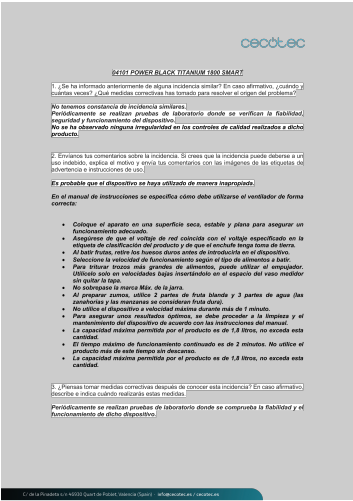 cecotec
04101 POWER BLACK TITANIUM 1800 SMART
1. ¿Se ha informado anteriormente de alguna incidencia similar? En caso afirmativo, ¿cuándo y
cuántas veces? ¿Qué medidas correctivas has tomado para resolver el origen del problema?
No tenemos constancia de incidencia similares.
Periódicamente se realizan pruebas de laboratorio donde se verifican la fiabilidad,
seguridad y funcionamiento del dispositivo.
No se ha observado ninguna irregularidad en los controles de calidad realizados a dicho
producto.
2. Envíanos tus comentarios sobre la incidencia. Si crees que la incidencia puede deberse a un
uso indebido, explica el motivo y envía tus comentarios con las imágenes de las etiquetas de
advertencia e instrucciones de uso.
Es probable que el dispositivo se haya utilizado de manera inapropiada.
En el manual de instrucciones se especifica cómo debe utilizarse el ventilador de forma
correcta:
• Coloque el aparato en una superficie seca, estable y plana para asegurar un
funcionamiento adecuado.
• Asegúrese de que el voltaje de red coincida con el voltaje especificado en la
etiqueta de clasificación del producto y de que el enchufe tenga toma de tierra.
• Al batir frutas, retire los huesos duros antes de introducirla en el dispositivo.
• Seleccione la velocidad de funcionamiento según el tipo de alimentos a batir.
• Para triturar trozos más grandes de alimentos, puede utilizar el empujador.
Utilícelo solo en velocidades bajas insertándolo en el espacio del vaso medidor
sin quitar la tapa.
• No sobrepase la marca Máx. de la jarra.
• Al preparar zumos, utilice 2 partes de fruta blanda y 3 partes de agua (las
zanahorias y las manzanas se consideran fruta dura).
• No utilice el dispositivo a velocidad máxima durante más de 1 minuto.
• Para asegurar unos resultados óptimos, se debe proceder a la limpieza y el
mantenimiento del dispositivo de acuerdo con las instrucciones del manual.
• La capacidad máxima permitida por el producto es de 1,8 litros, no exceda esta
cantidad.
• El tiempo máximo de funcionamiento continuado es de 2 minutos. No utilice el
producto más de este tiempo sin descanso.
• La capacidad máxima permitida por el producto es de 1,8 litros, no exceda esta
cantidad.
3. ¿Piensas tomar medidas correctivas después de conocer esta incidencia? En caso afirmativo,
describe e indica cuándo realizarás estas medidas.
Periódicamente se realizan pruebas de laboratorio donde se comprueba la fiabilidad y el
funcionamiento de dicho dispositivo.
C/ de la Pinadeta s/n 46930 Quart de Poblet. Valencia (Spain) - info@cecotec.es / cecotec.es